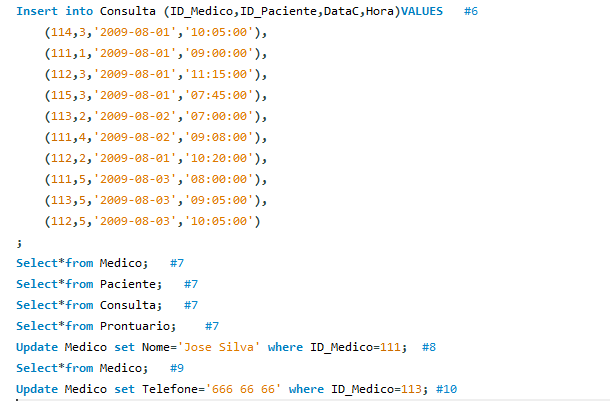 Insert into Consulta (ID_Medico,ID_Paciente,DataC,Hora)VALUES   #6
    (114,3,'2009-08-01','10:05:00'),
    (111,1,'2009-08-01','09:00:00'),
    (112,3,'2009-08-01','11:15:00'),
    (115,3,'2009-08-01','07:45:00'),
    (113,2,'2009-08-02','07:00:00'),
    (111,4,'2009-08-02','09:08:00'),
    (112,2,'2009-08-01','10:20:00'),
    (111,5,'2009-08-03','08:00:00'),
    (113,5,'2009-08-03','09:05:00'),
    (112,5,'2009-08-03','10:05:00')
;
Select*from Medico;   #7
Select*from Paciente;   #7
Select*from Consulta;   #7
Select*from Prontuario;    #7
Update Medico set Nome='Jose Silva' where ID_Medico=111;  #8
Select*from Medico;   #9
Update Medico set Telefone='666 66 66' where ID_Medico=113; #10